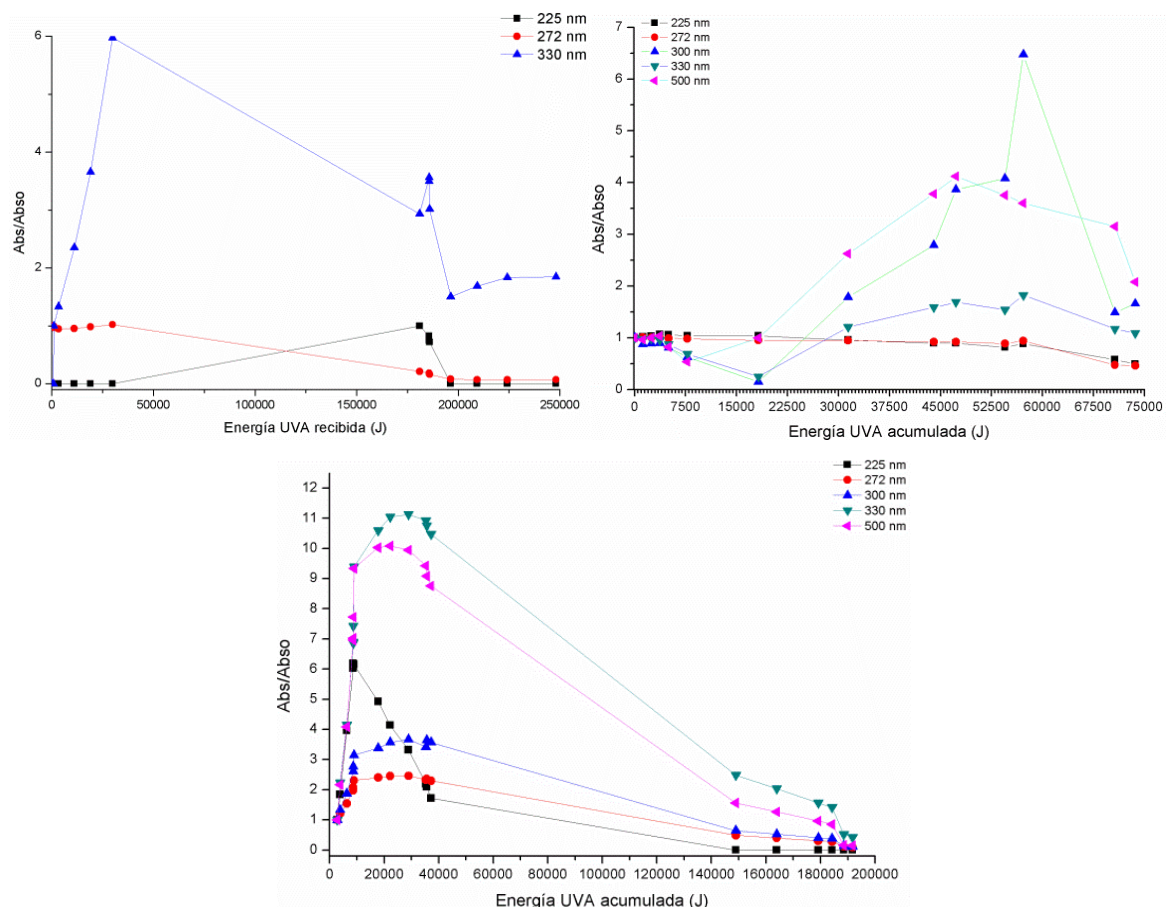 225 nm
272 nm
330 nm
6
4
2
0
Abs/Abso
0 50000 100000 150000 200000 250000
Energía UVA recibida (J)
225 nm
272 nm
300 nm
330 nm
500 nm
7
6
5
4
3
2
1
0
Abs/Abso
0 7500 15000 22500 30000 37500 45000 52500 60000 67500 75000
Energía UVA acumulada (J)
225 nm
272 nm
300 nm
330 nm
500 nm
12
11
10
9
8
7
6
5
4
3
2
1
0
Abs/Abso
0 20000 40000 60000 80000 100000 120000 140000 160000 180000 200000
Energía UVA acumulada (J)